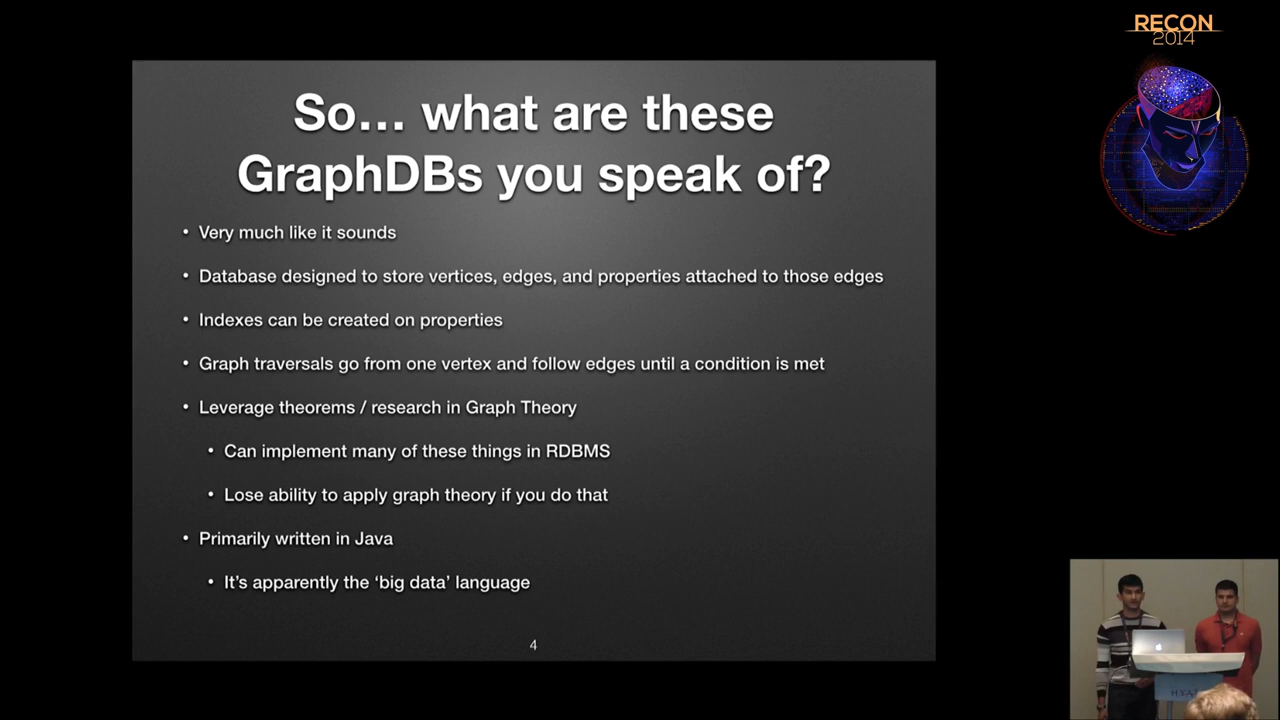 RECON
2014
So... what are these
GraphDBs you speak of?
• Very much like it sounds
• Database designed to store vertices, edges, and properties attached to those edges
• Indexes can be created on properties
• Graph traversals go from one vertex and follow edges until a condition is met
• Leverage theorems / research in Graph Theory
• Can implement many of these things in RDBMS
• Lose ability to apply graph theory if you do that
• Primarily written in Java
• It's apparently the ‘big data’ language
4